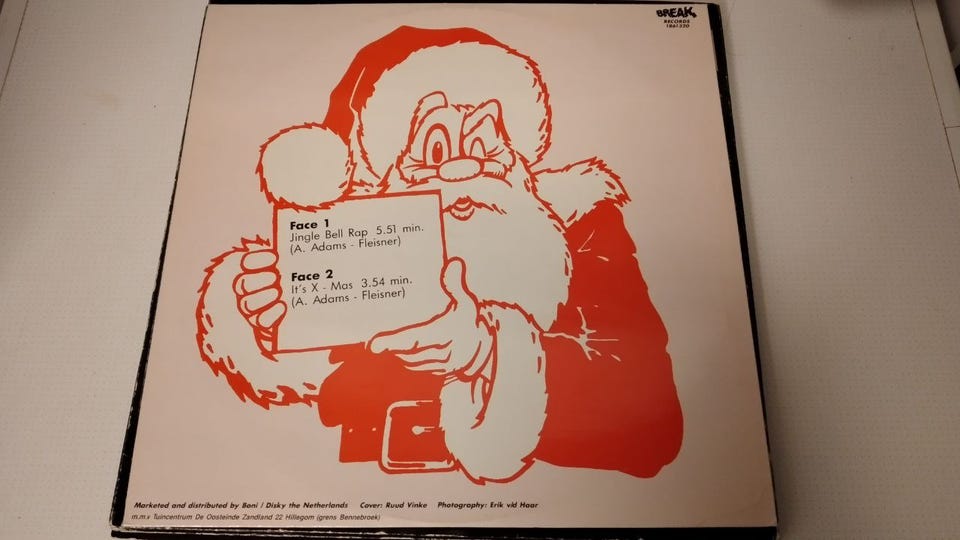 BREAK
RECORDS
1861320
Face 1
Jingle Bell Rap 5.51 min.
(A. Adams - Fleisner)
Face 2
It's X - Mas 3.54 min.
(A. Adams - Fleisner)
Marketed and distributed by Boni / Disky the Netherlands Cover: Ruud Vinke Photography: Erik v/d Haar
m.m.v Tuincentrum De Oosteinde Zandland 22 Hillegom (grens Bennebroek)